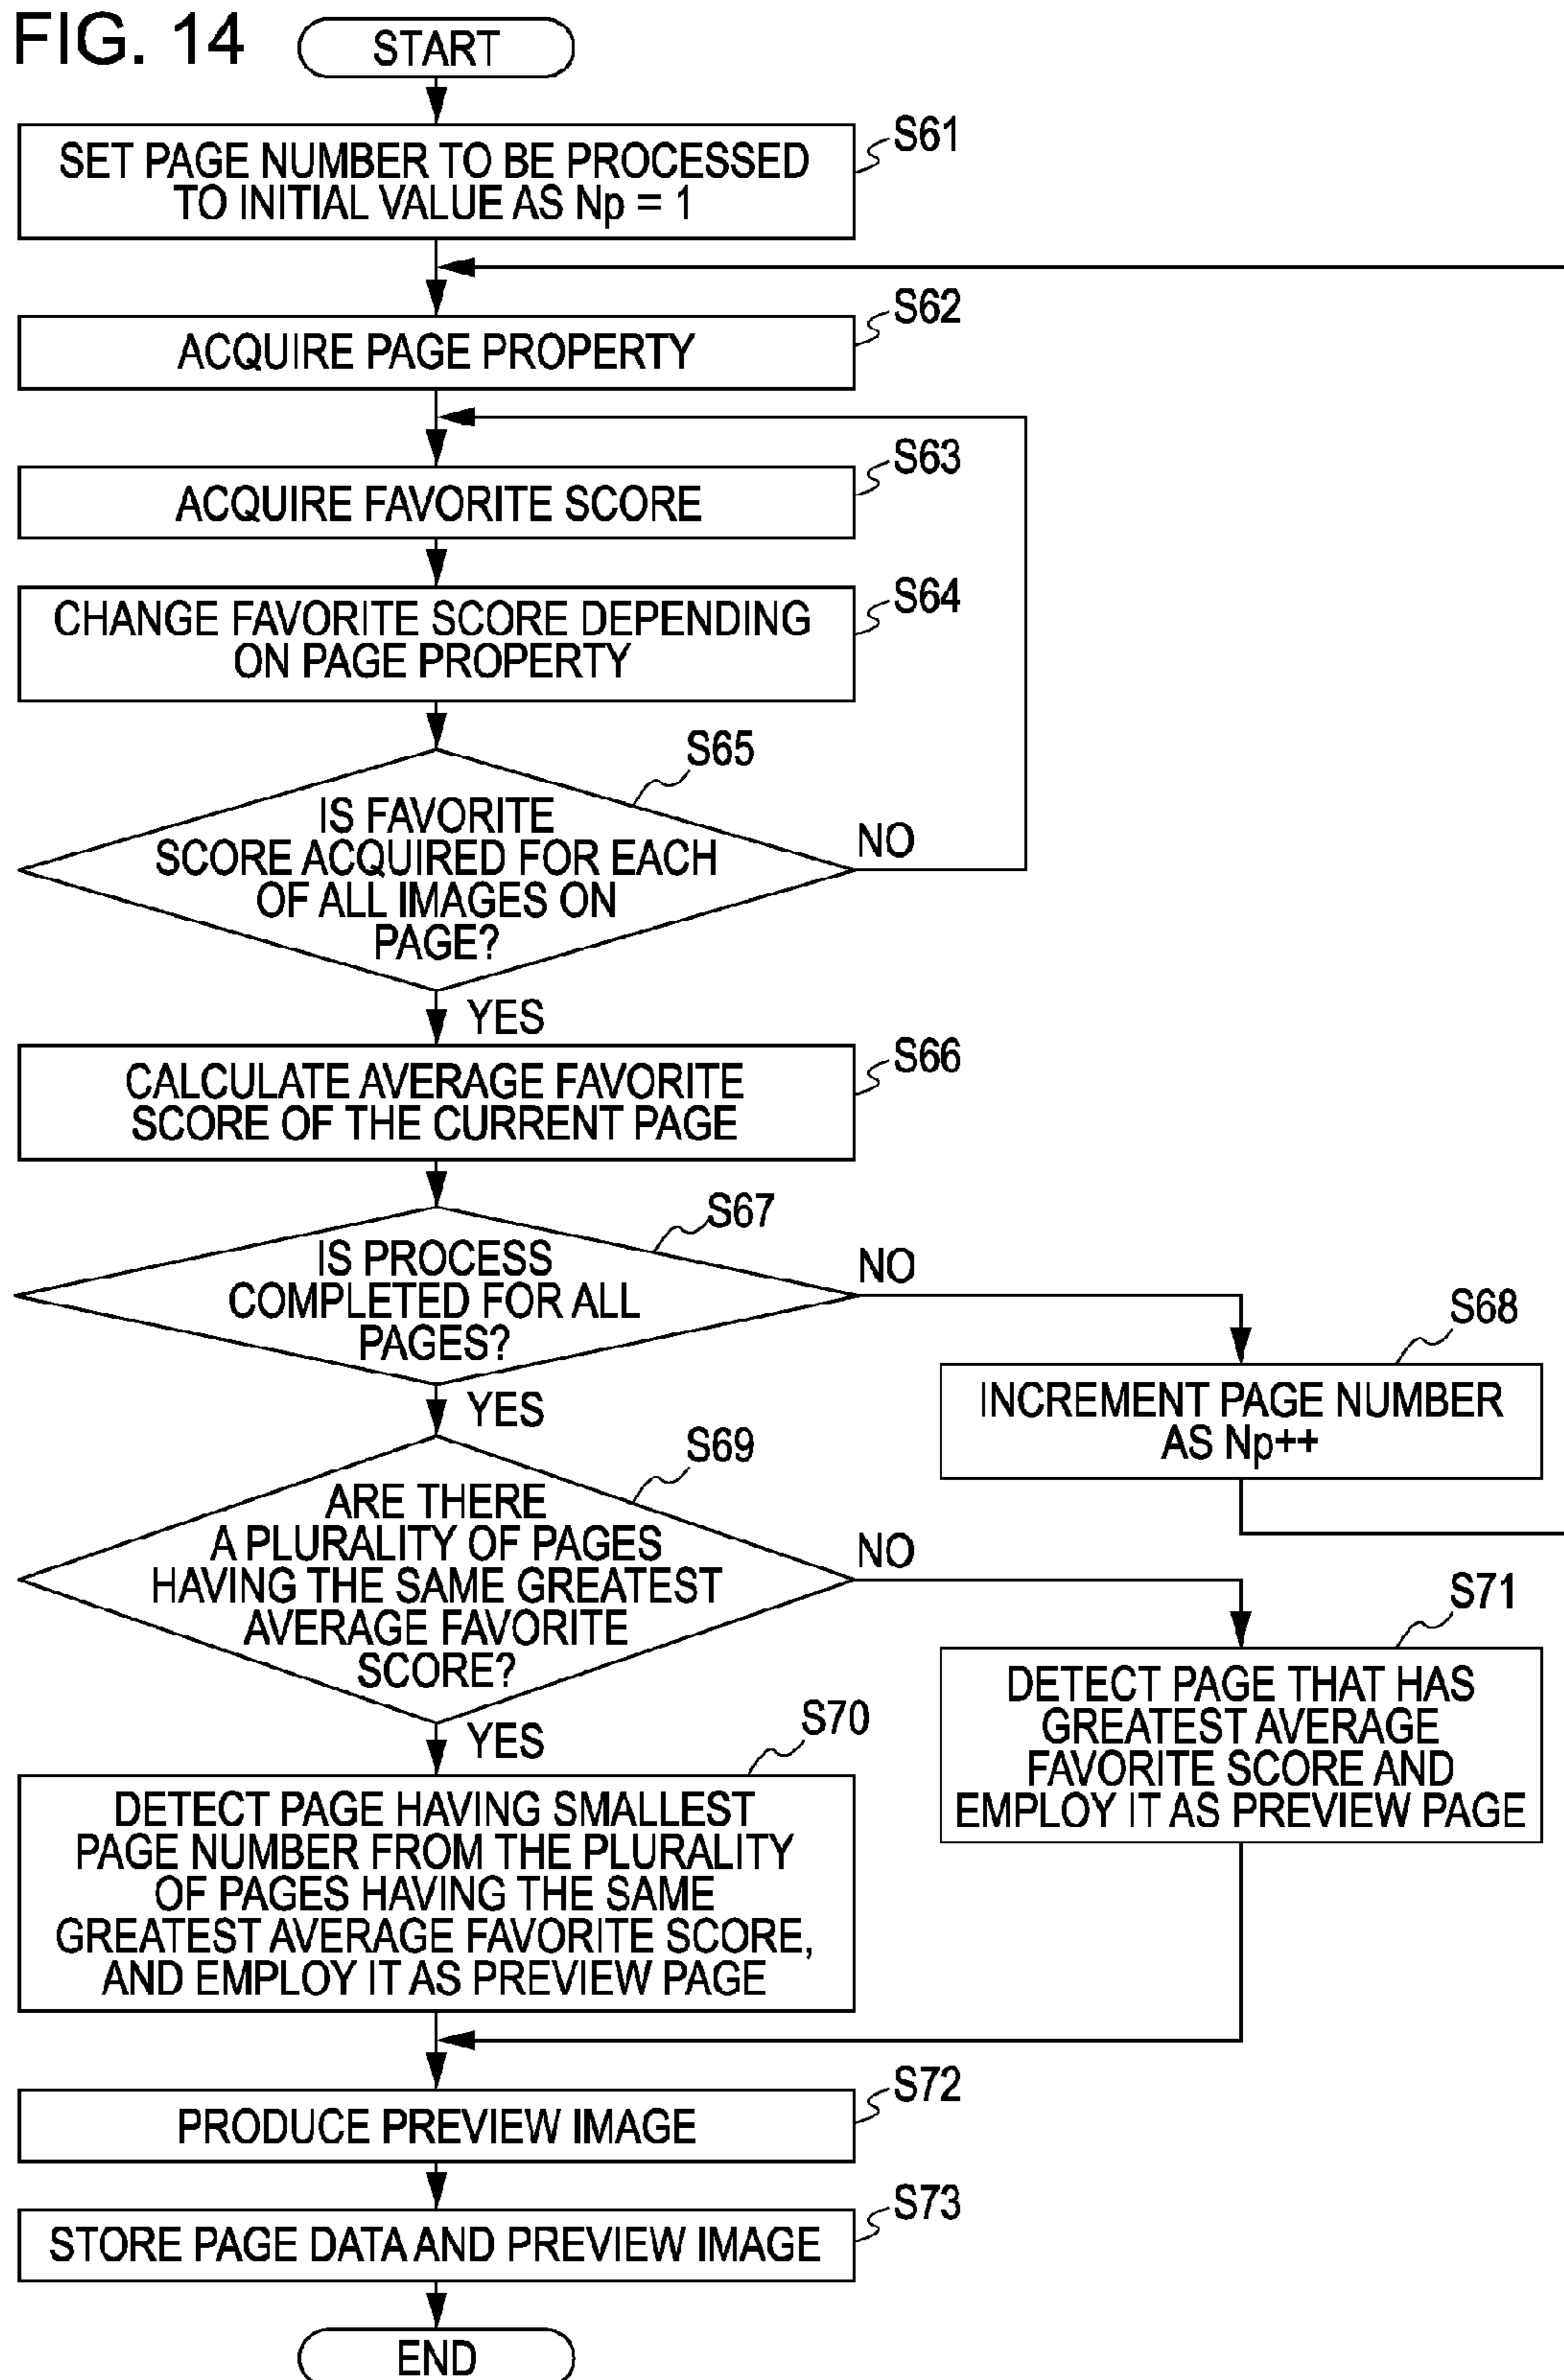 FIG. 14
START
S61
SET PAGE NUMBER TO BE PROCESSED
TO INITIAL VALUE AS Np = 1
S62
ACQUIRE PAGE PROPERTY
S63
ACQUIRE FAVORITE SCORE
S64
CHANGE FAVORITE SCORE DEPENDING
ON PAGE PROPERTY
S65
IS FAVORITE
SCORE ACQUIRED FOR EACH
OF ALL IMAGES ON
PAGE?
NO
YES
S66
CALCULATE AVERAGE FAVORITE
SCORE OF THE CURRENT PAGE
S67
IS PROCESS
COMPLETED FOR ALL
PAGES?
NO
YES
S68
INCREMENT PAGE NUMBER
AS Np++
S69
ARE THERE
A PLURALITY OF PAGES
HAVING THE SAME GREATEST
AVERAGE FAVORITE
SCORE?
NO
YES
S71
DETECT PAGE THAT HAS
GREATEST AVERAGE
FAVORITE SCORE AND
EMPLOY IT AS PREVIEW PAGE
S70
DETECT PAGE HAVING SMALLEST
PAGE NUMBER FROM THE PLURALITY
OF PAGES HAVING THE SAME
GREATEST AVERAGE FAVORITE SCORE,
AND EMPLOY IT AS PREVIEW PAGE
S72
PRODUCE PREVIEW IMAGE
S73
STORE PAGE DATA AND PREVIEW IMAGE
END